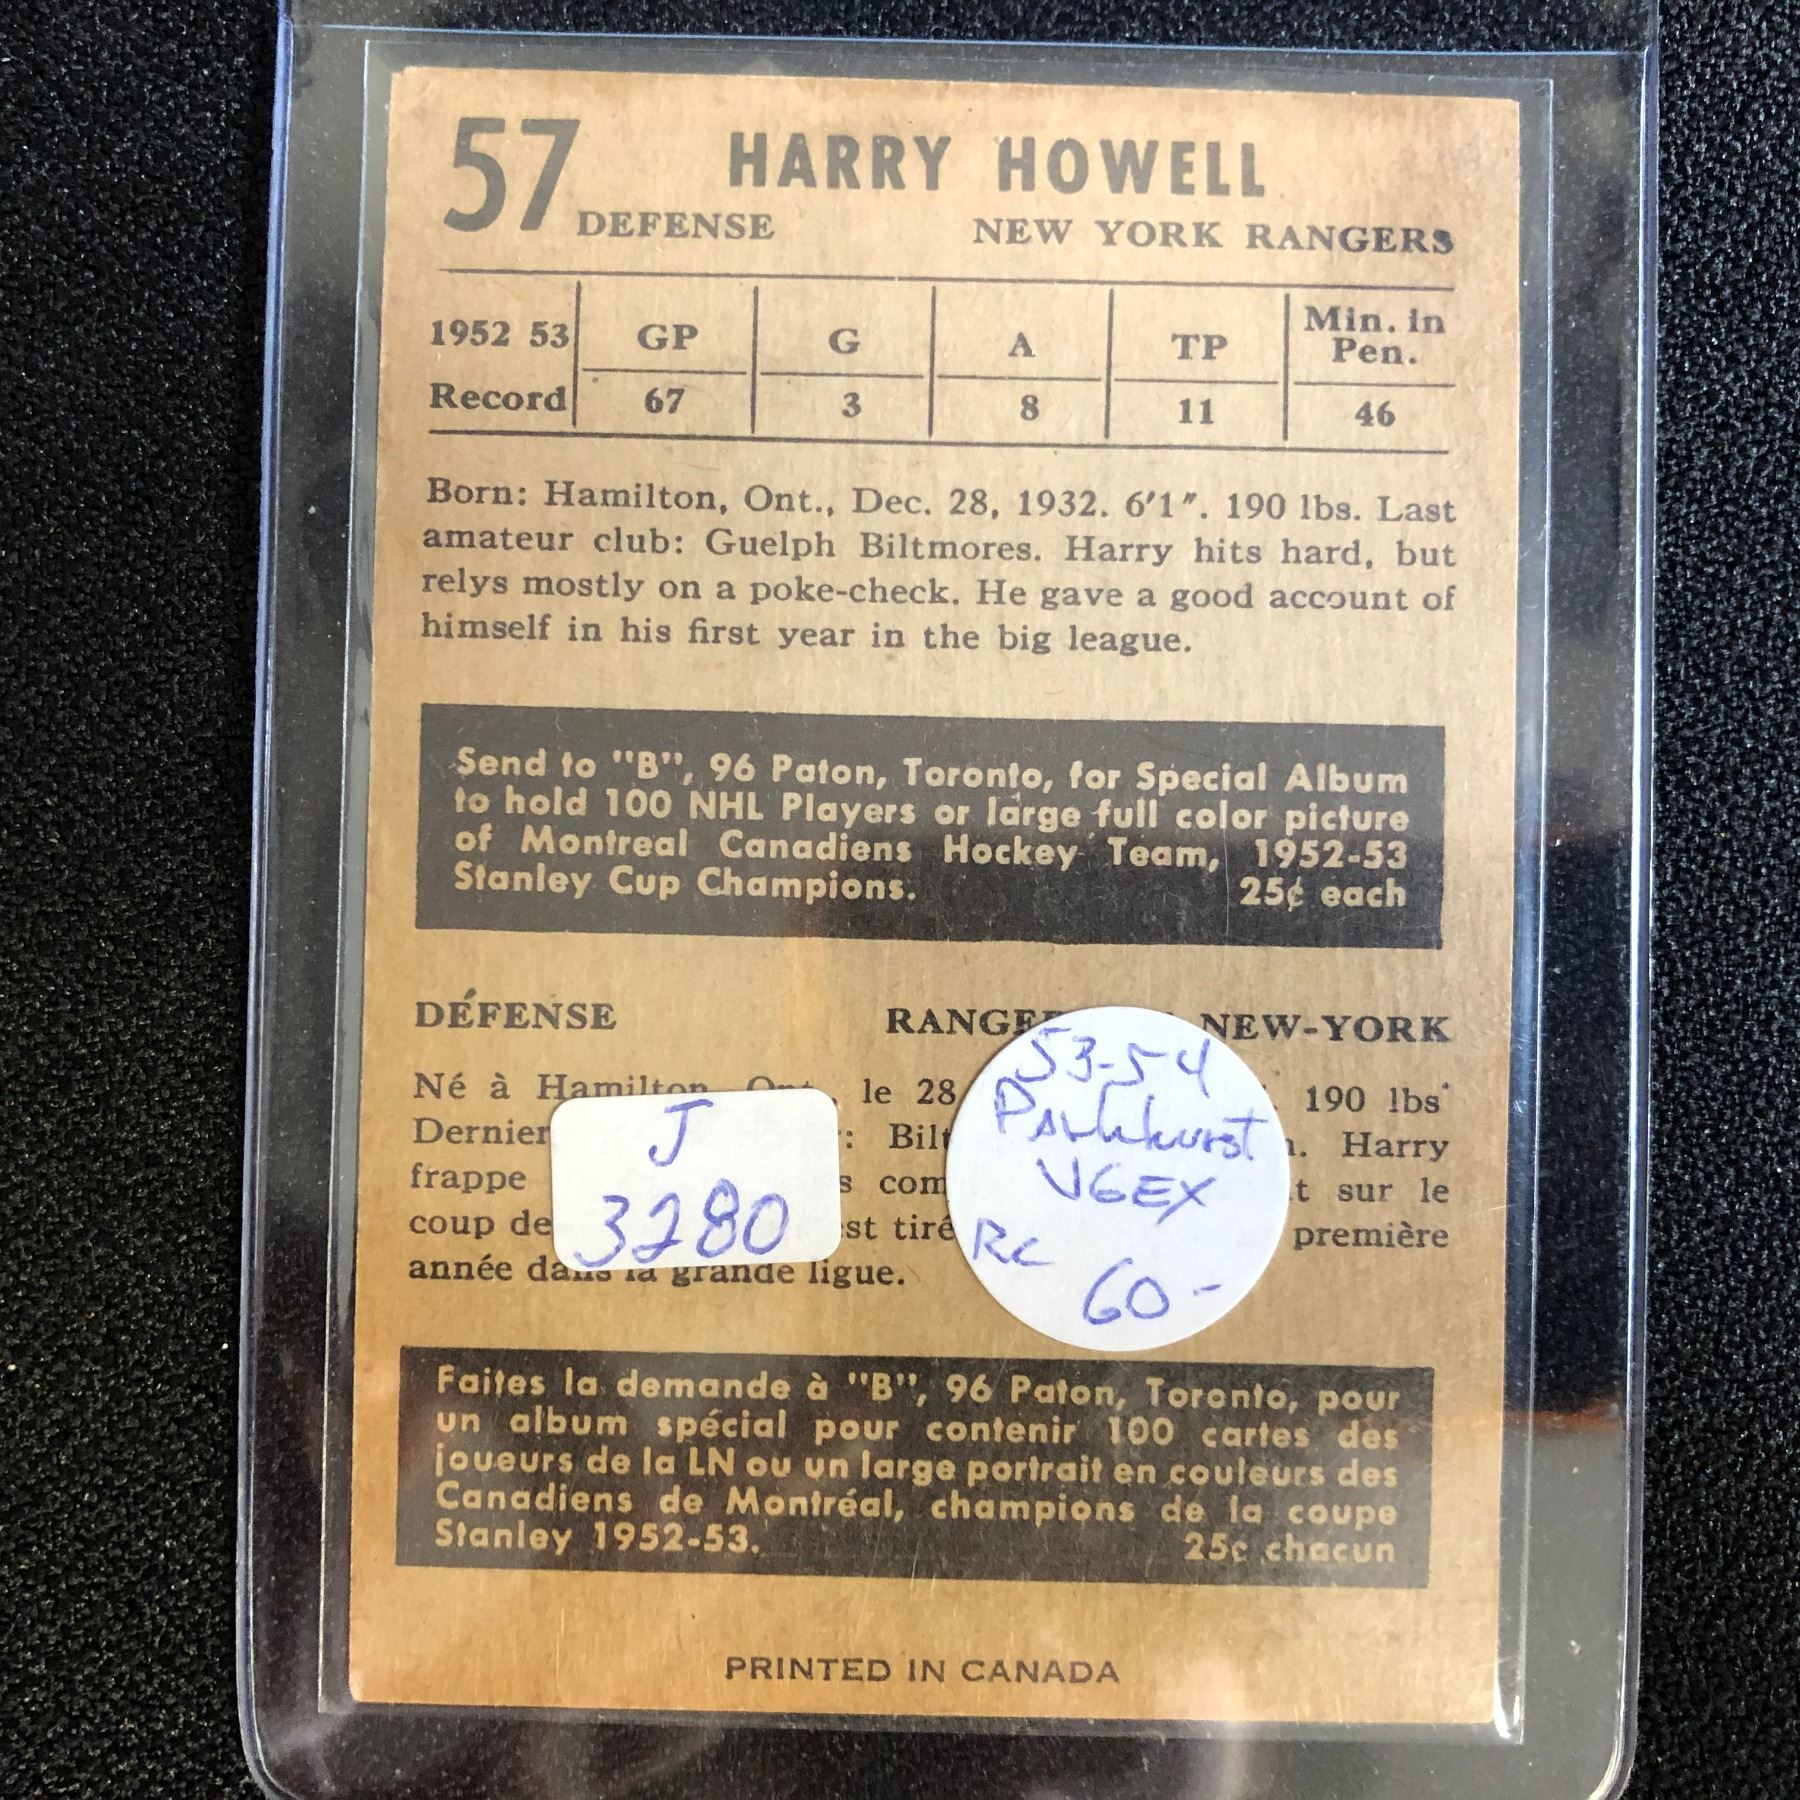 57 HARRY HOWELL
DEFENSE NEW YORK RANGERS
1952 53 GP G A TP Min. in Pen.
Record 67 3 8 11 46
Born: Hamilton, Ont., Dec. 28, 1932. 6'1". 190 lbs. Last
amateur club: Guelph Biltmores. Harry hits hard, but
relys mostly on a poke-check. He gave a good account of
himself in his first year in the big league.
Send to "B", 96 Paton, Toronto, for Special Album
to hold 100 NHL Players or large full color picture
of Montreal Canadiens Hockey Team, 1952-53
Stanley Cup Champions. 25¢ each
DÉFENSE NEW-YORK
Né à Hamilton, Ont., le 28 190 lbs
Harry
frappe sur le
coup de tiré première
année dans la grande ligue.
J
3280
53-54
Parkhurst
VGEX
RC
60-
Faites la demande à "B", 96 Paton, Toronto, pour
un album spécial pour contenir 100 cartes des
joueurs de la LN ou un large portrait en couleurs des
Canadiens de Montréal, champions de la coupe
Stanley 1952-53. 25¢ chacun
PRINTED IN CANADA